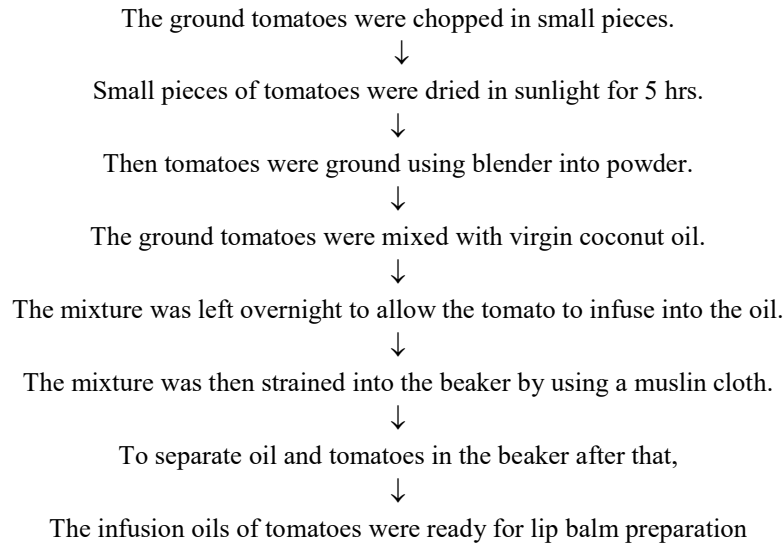 The ground tomatoes were chopped in small pieces.
↓
Small pieces of tomatoes were dried in sunlight for 5 hrs.
↓
Then tomatoes were ground using blender into powder.
↓
The ground tomatoes were mixed with virgin coconut oil.
↓
The mixture was left overnight to allow the tomato to infuse into the oil.
↓
The mixture was then strained into the beaker by using a muslin cloth.
↓
To separate oil and tomatoes in the beaker after that,
↓
The infusion oils of tomatoes were ready for lip balm preparation